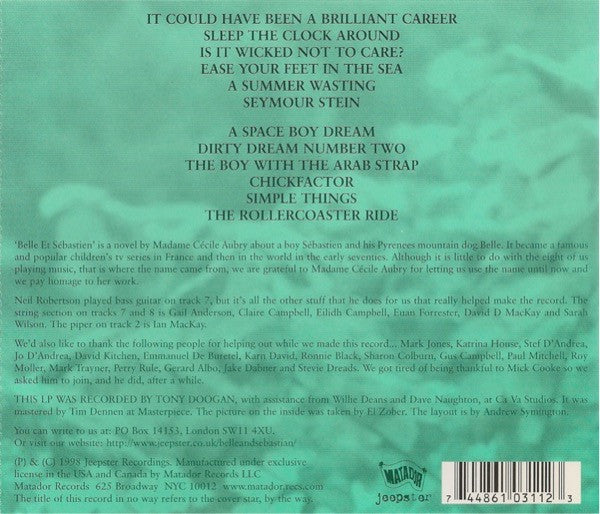 IT COULD HAVE BEEN A BRILLIANT CAREER
SLEEP THE CLOCK AROUND
IS IT WICKED NOT TO CARE?
EASE YOUR FEET IN THE SEA
A SUMMER WASTING
SEYMOUR STEIN
A SPACE BOY DREAM
DIRTY DREAM NUMBER TWO
THE BOY WITH THE ARAB STRAP
CHICKFACTOR
SIMPLE THINGS
THE ROLLERCOASTER RIDE
'Belle Et Sébastien' is a novel by Madame Cécile Aubry about a boy Sébastien and his Pyrenees mountain dog Belle. It became a famous
and popular children's tv series in France and then in the world in the early seventies. Although it is little to do with the eight of us
playing music, that is where the name came from, we are grateful to Madame Cécile Aubry for letting us use the name until now and
we pay homage to her work.
Neil Robertson played bass guitar on track 7, but it's all the other stuff that he does for us that really helped make the record. The
string section on tracks 7 and 8 is Gail Anderson, Claire Campbell, Eilidh Campbell, Euan Forrester, David D MacKay and Sarah
Wilson. The piper on track 2 is Ian MacKay.
We'd also like to thank the following people for helping out while we made this record... Mark Jones, Katrina House, Stef D'Andrea,
Jo D'Andrea, David Kitchen, Emmanuel De Buretel, Karn David, Ronnie Black, Sharon Colburn, Gus Campbell, Paul Mitchell, Roy
Moller, Mark Trayner, Perry Rule, Gerard Albo, Jake Dabner and Stevie Dreads. We got tired of being thankful to Mick Cooke so we
asked him to join, and he did, after a while.
THIS LP WAS RECORDED BY TONY DOOGAN, with assistance from Willie Deans and Dave Naughton, at Ca Va Studios. It
was mastered by Tim Dennen at Masterpiece. The picture on the inside was taken by El Zober. The layout is by Andrew Symington.
You can write to us at: PO Box 14153, London SW11 4XU.
Or visit our website: http://www.jeepster.co.uk/belleandsebastian/
(P) & (C) 1998 Jeepster Recordings. Manufactured under exclusive
license in the USA and Canada by Matador Records LLC
Matador Records 625 Broadway NYC 10012 www.matador.recs.com
The title of this record in no way refers to the cover star, by the way.
MATADOR
jeepster
7 44861 03112 3